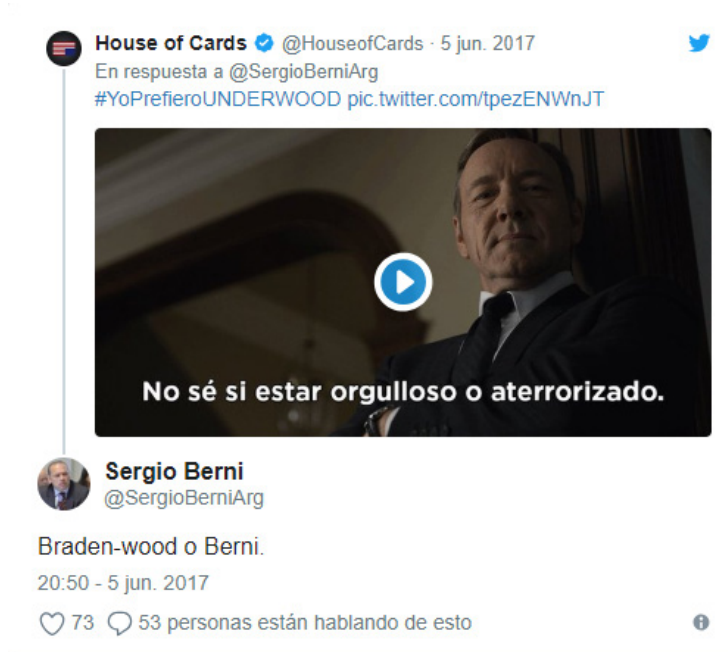 House of Cards @HouseofCards · 5 jun. 2017
En respuesta a @SergioBerniArg
#YoPrefieroUNDERWOOD pic.twitter.com/tpezENWnJT
No sé si estar orgulloso o aterrorizado.
Sergio Berni
@SergioBerniArg
Braden-wood o Berni.
20:50 - 5 jun. 2017
73 53 personas están hablando de esto